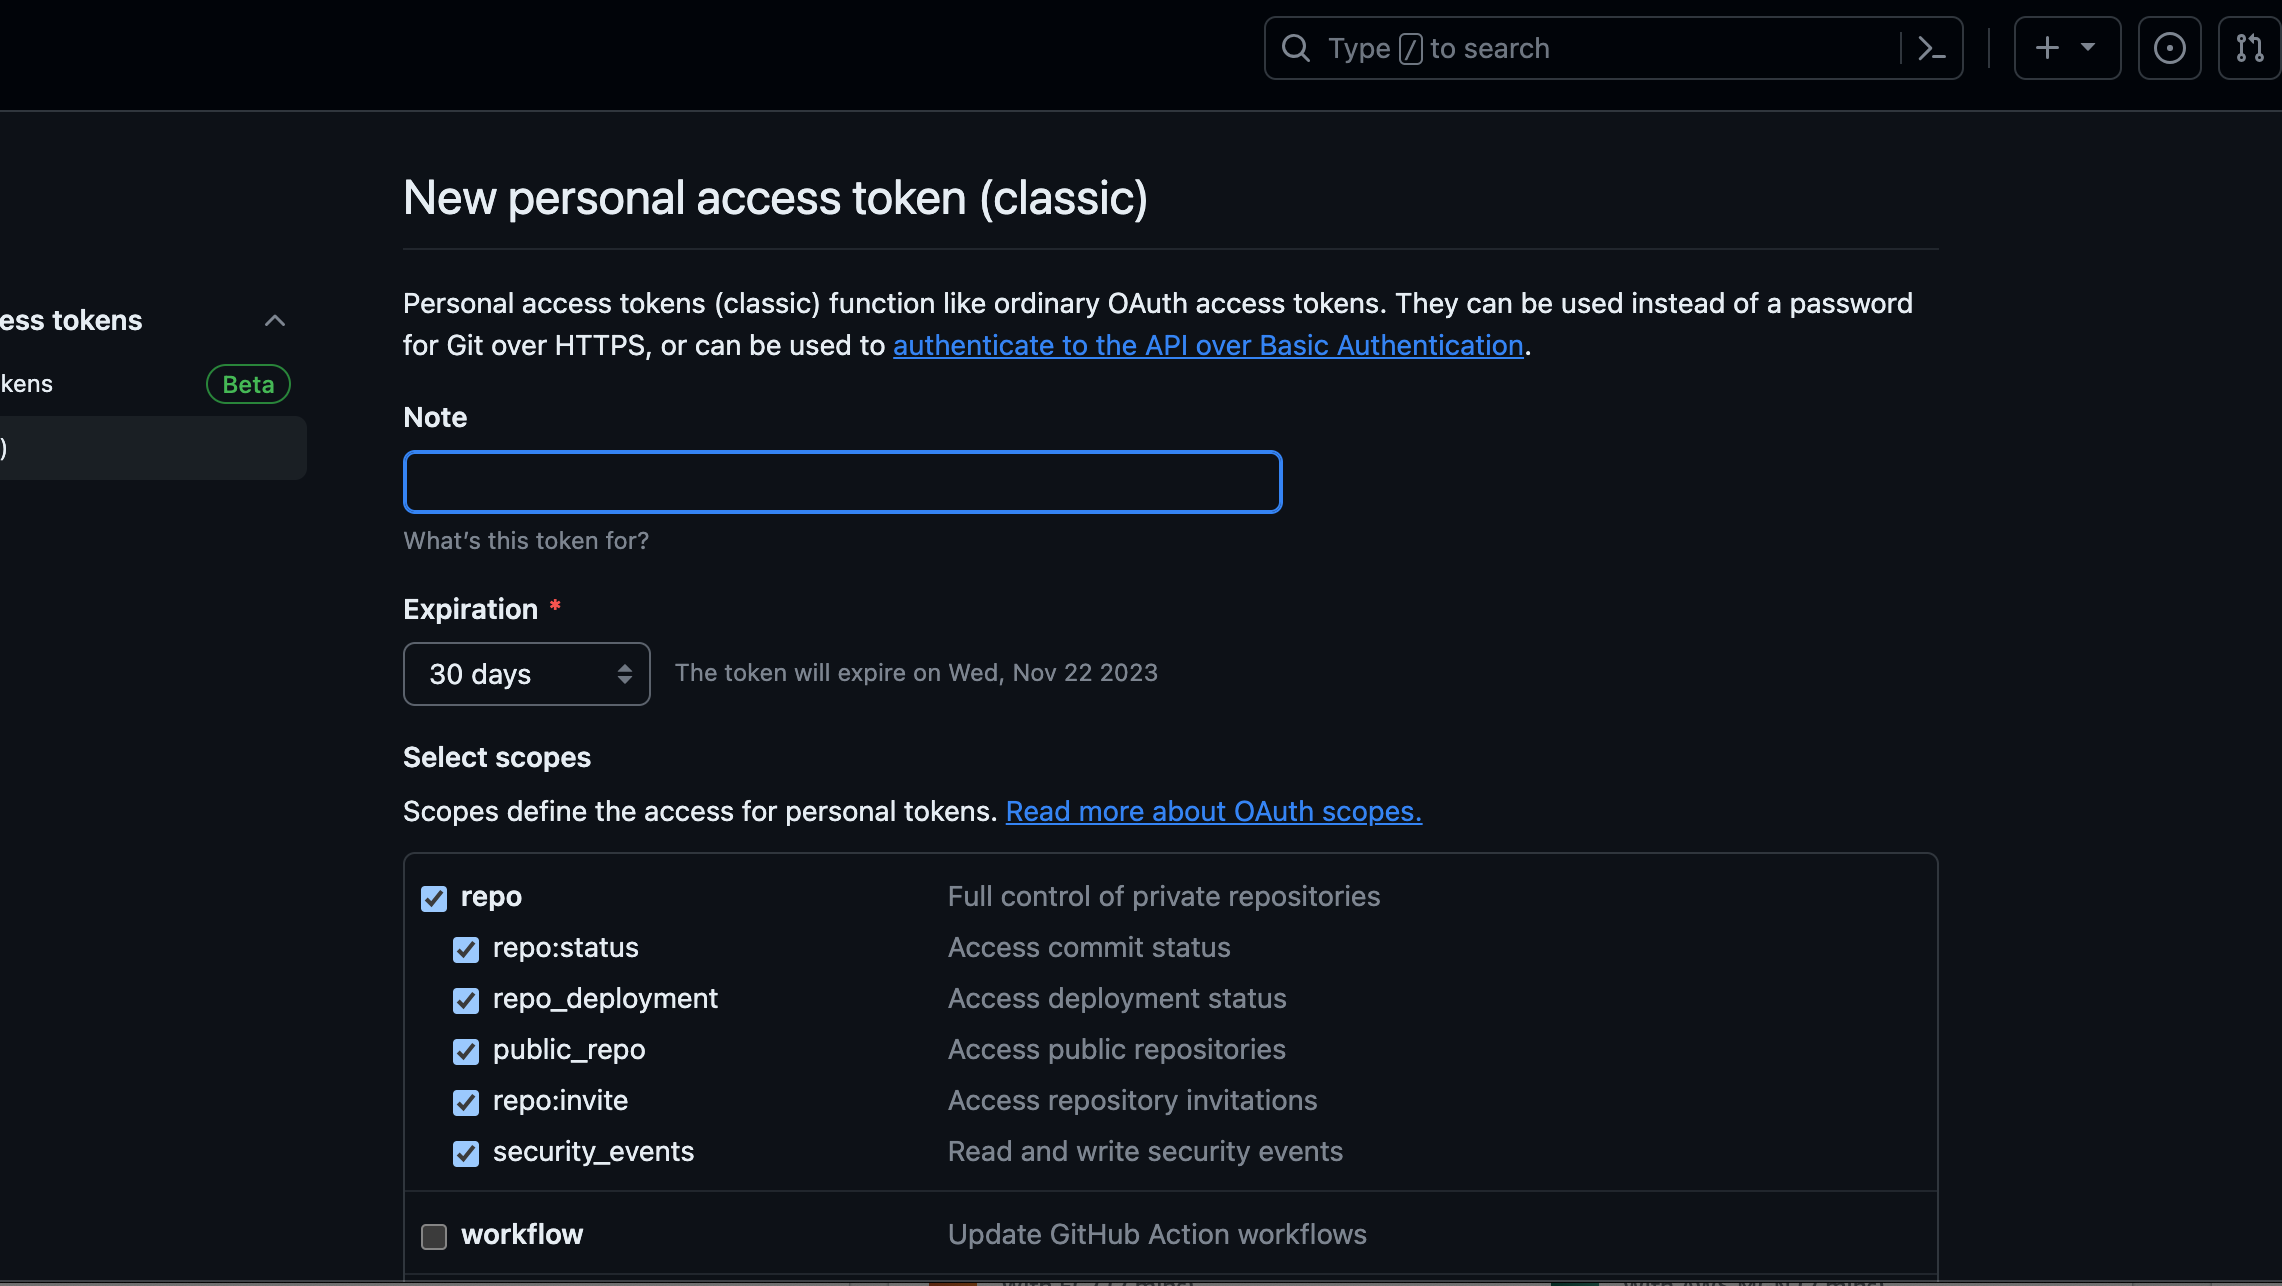 Type / to search
New personal access token (classic)
Personal access tokens (classic) function like ordinary OAuth access tokens. They can be used instead of a password
for Git over HTTPS, or can be used to authenticate to the API over Basic Authentication.
ess tokens
kens
Beta
)
Note
What's this token for?
Expiration *
30 days
The token will expire on Wed, Nov 22 2023
Select scopes
Scopes define the access for personal tokens. Read more about OAuth scopes.
repo Full control of private repositories
repo:status Access commit status
repo_deployment Access deployment status
public_repo Access public repositories
repo:invite Access repository invitations
security_events Read and write security events
workflow Update GitHub Action workflows